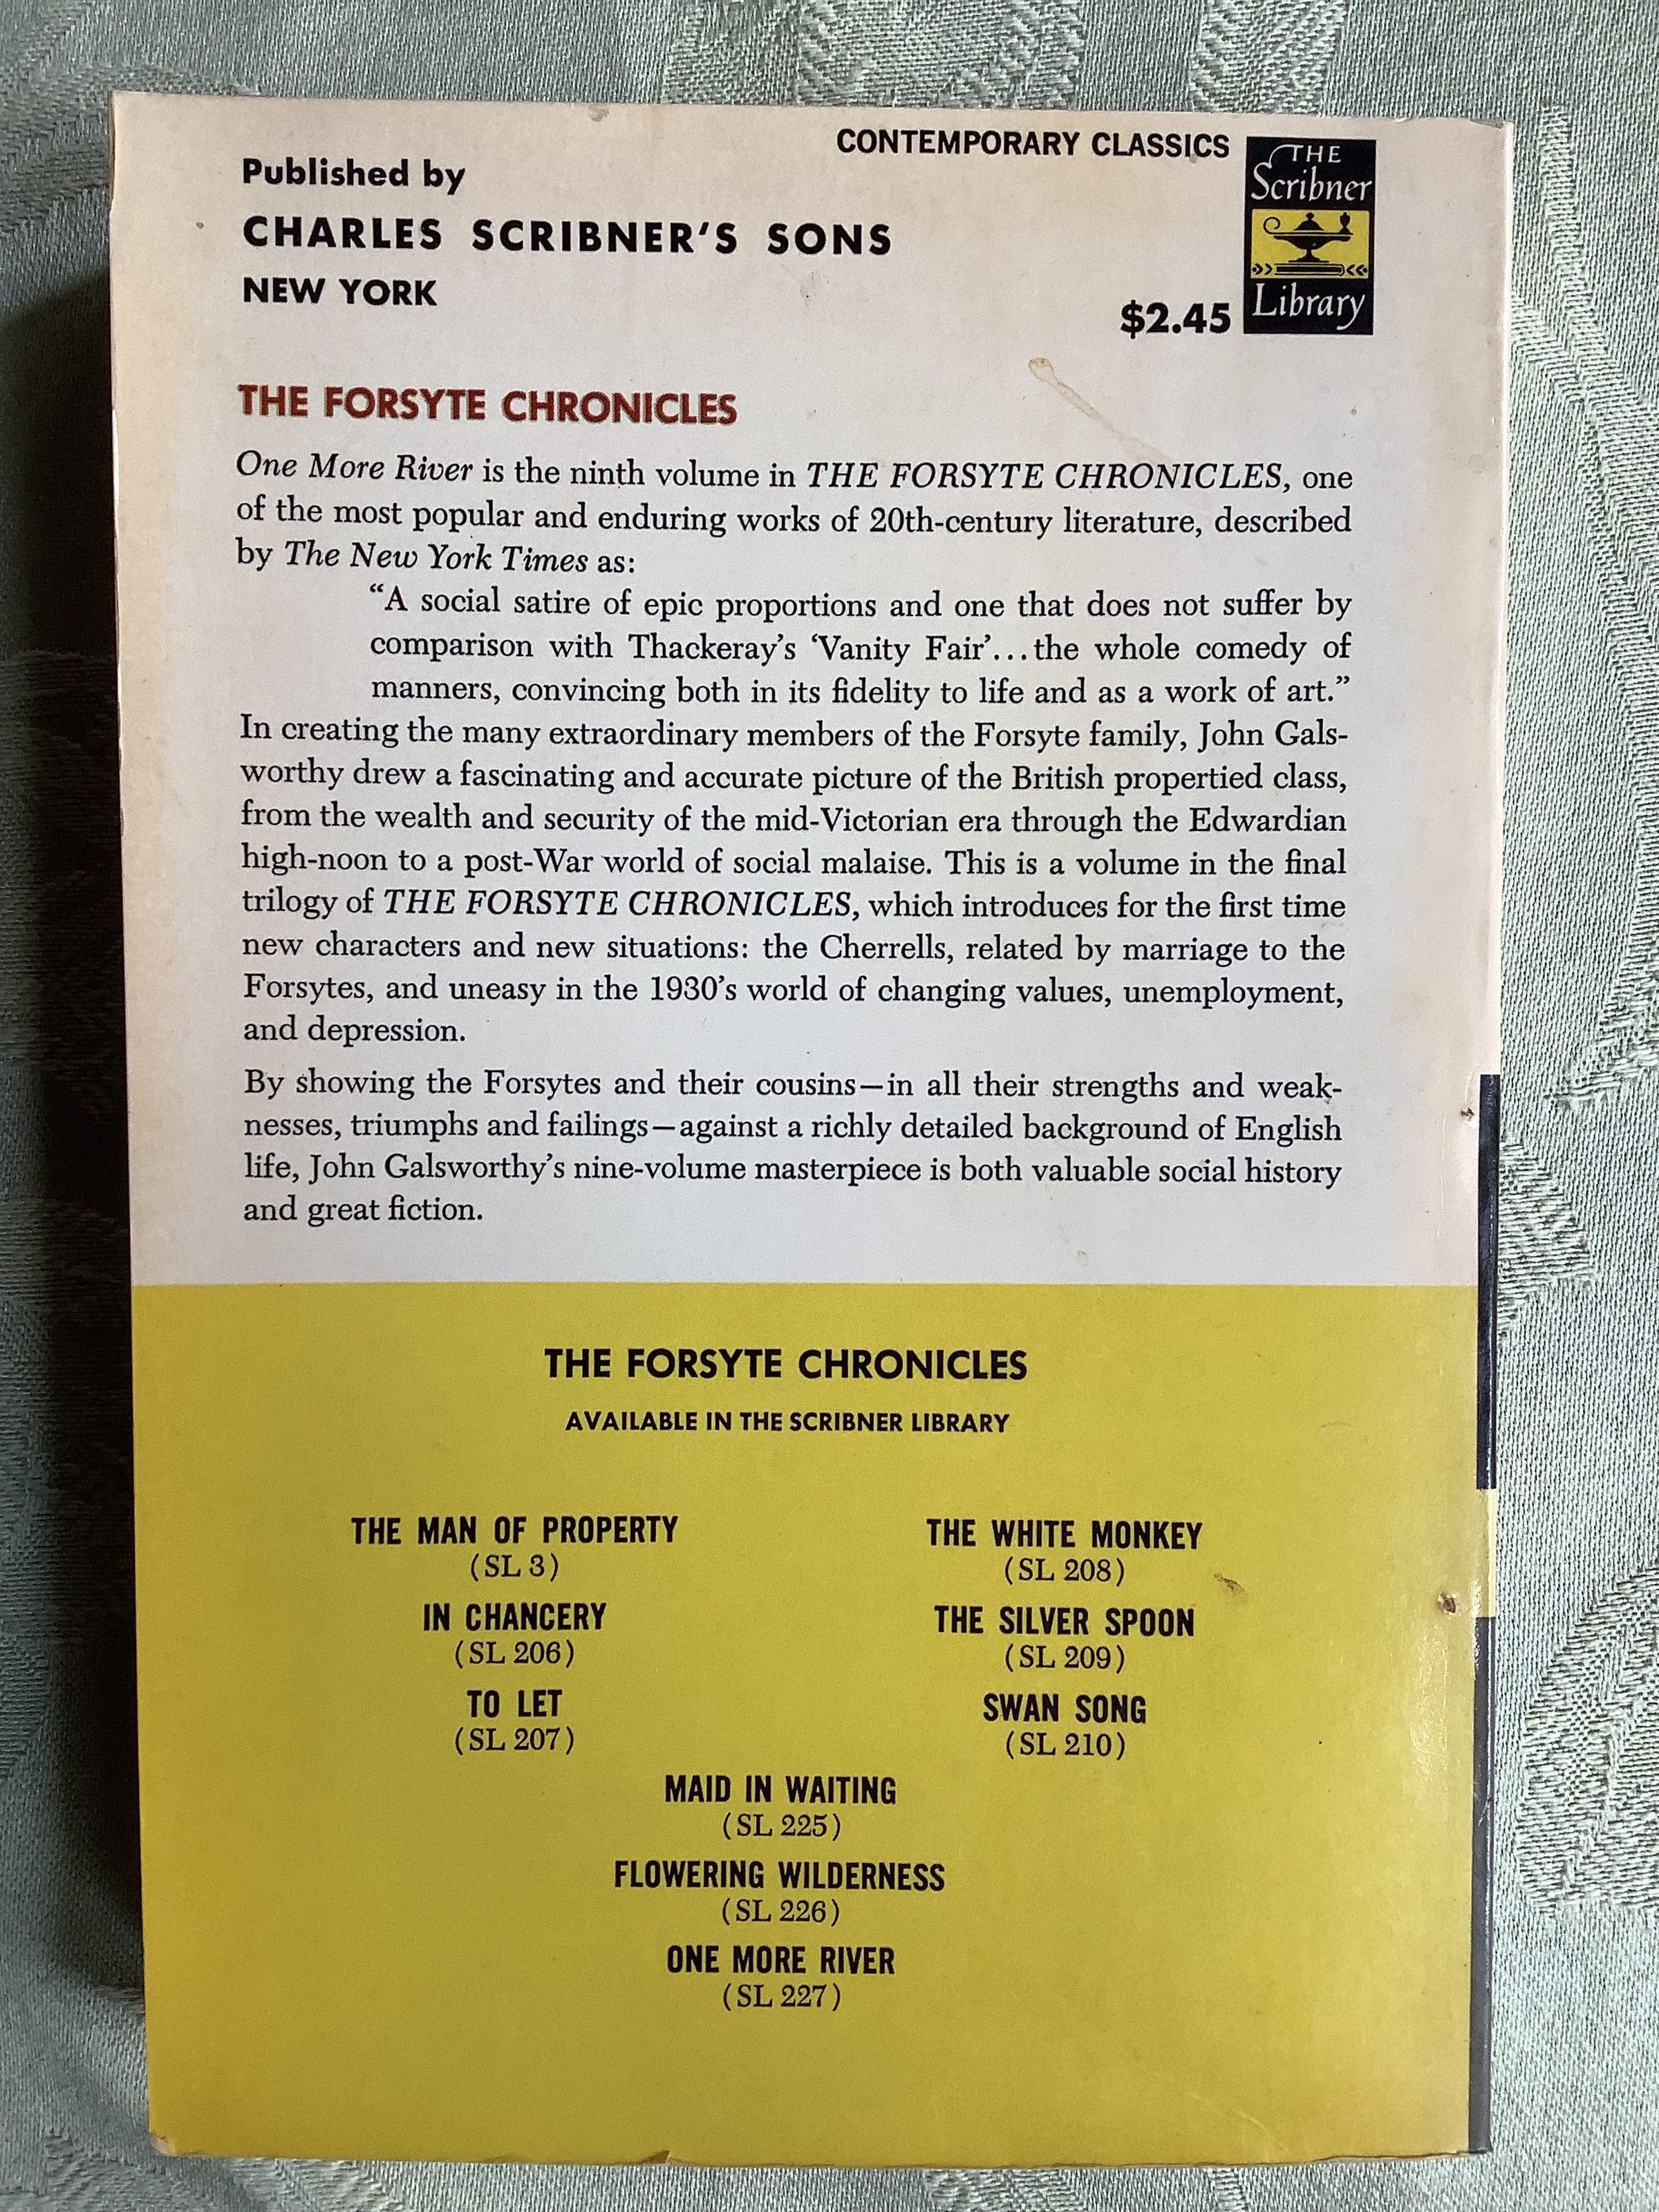 CONTEMPORARY CLASSICS
Published by
CHARLES SCRIBNER'S SONS
NEW YORK
$2.45
THE
Scribner
Library
THE FORSYTE CHRONICLES
One More River is the ninth volume in THE FORSYTE CHRONICLES, one
of the most popular and enduring works of 20th-century literature, described
by The New York Times as:
“A social satire of epic proportions and one that does not suffer by
comparison with Thackeray’s ‘Vanity Fair’...the whole comedy of
manners, convincing both in its fidelity to life and as a work of art.”
In creating the many extraordinary members of the Forsyte family, John Gals-
worthy drew a fascinating and accurate picture of the British propertied class,
from the wealth and security of the mid-Victorian era through the Edwardian
high-noon to a post-War world of social malaise. This is a volume in the final
trilogy of THE FORSYTE CHRONICLES, which introduces for the first time
new characters and new situations: the Cherrells, related by marriage to the
Forsytes, and uneasy in the 1930’s world of changing values, unemployment,
and depression.
By showing the Forsytes and their cousins—in all their strengths and weak-
nesses, triumphs and failings—against a richly detailed background of English
life, John Galsworthy’s nine-volume masterpiece is both valuable social history
and great fiction.
THE FORSYTE CHRONICLES
AVAILABLE IN THE SCRIBNER LIBRARY
THE MAN OF PROPERTY
(SL 3)
IN CHANCERY
(SL 206)
TO LET
(SL 207)
THE WHITE MONKEY
(SL 208)
THE SILVER SPOON
(SL 209)
SWAN SONG
(SL 210)
MAID IN WAITING
(SL 225)
FLOWERING WILDERNESS
(SL 226)
ONE MORE RIVER
(SL 227)